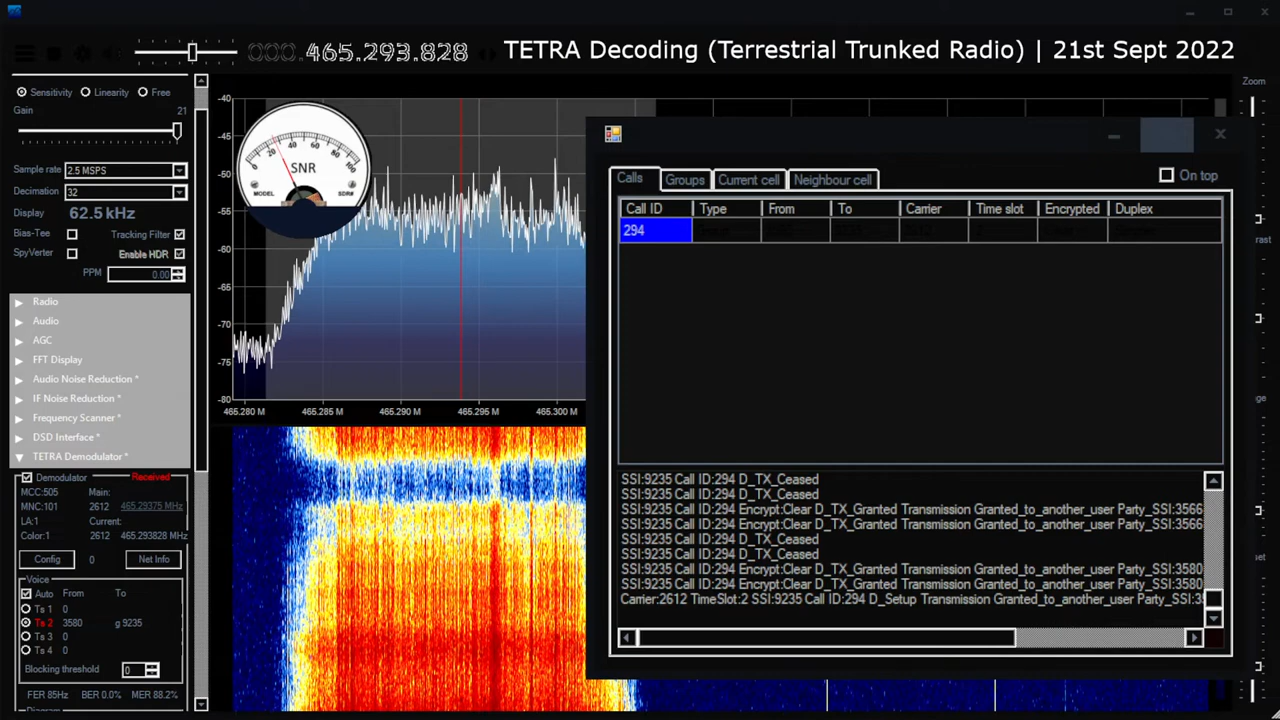 000.465.293.828
TETRA Decoding (Terrestrial Trunked Radio) | 21st Sept 2022
Sensitivity Linearity Free
Gain 21
Sample rate 2.5 MSPS
Decimation 32
Display 62.5 kHz
Bias-Tee Tracking Filter
SpyVerter Enable HDR
PPM 0.00
Radio
Audio
AGC
FFT Display
Audio Noise Reduction *
IF Noise Reduction *
Frequency Scanner *
DSD Interface *
TETRA Demodulator *
Demodulator Received
MCC:505 Main:
MNC:101 2612 465.29375 MHz
LA:1 Current:
Color:1 2612 465.293828 MHz
Config 0 Net Info
Voice
Auto From To
Ts 1 0
Ts 2 3580 g 9235
Ts 3 0
Ts 4 0
Blocking threshold 0
FER 85Hz BER 0.0% MER 88.2%
Diagram
-40
-45
-50
-55
-60
-65
-70
-75
-80
0 20 40 60 80
SNR
MODEL SDR#
465.280 M 465.285 M 465.290 M 465.295 M 465.300 M
Calls Groups Current cell Neighbour cell On top
Call ID Type From To Carrier Time slot Encrypted Duplex
294
SSI:9235 Call ID:294 D_TX_Ceased
SSI:9235 Call ID:294 D_TX_Ceased
SSI:9235 Call ID:294 Encrypt:Clear D_TX_Granted Transmission Granted_to_another_user Party_SSI:3566
SSI:9235 Call ID:294 Encrypt:Clear D_TX_Granted Transmission Granted_to_another_user Party_SSI:3566
SSI:9235 Call ID:294 D_TX_Ceased
SSI:9235 Call ID:294 D_TX_Ceased
SSI:9235 Call ID:294 Encrypt:Clear D_TX_Granted Transmission Granted_to_another_user Party_SSI:3580
SSI:9235 Call ID:294 Encrypt:Clear D_TX_Granted Transmission Granted_to_another_user Party_SSI:3580
Carrier:2612 TimeSlot:2 SSI:9235 Call ID:294 D_Setup Transmission Granted_to_another_user Party_SSI:35
Zoom